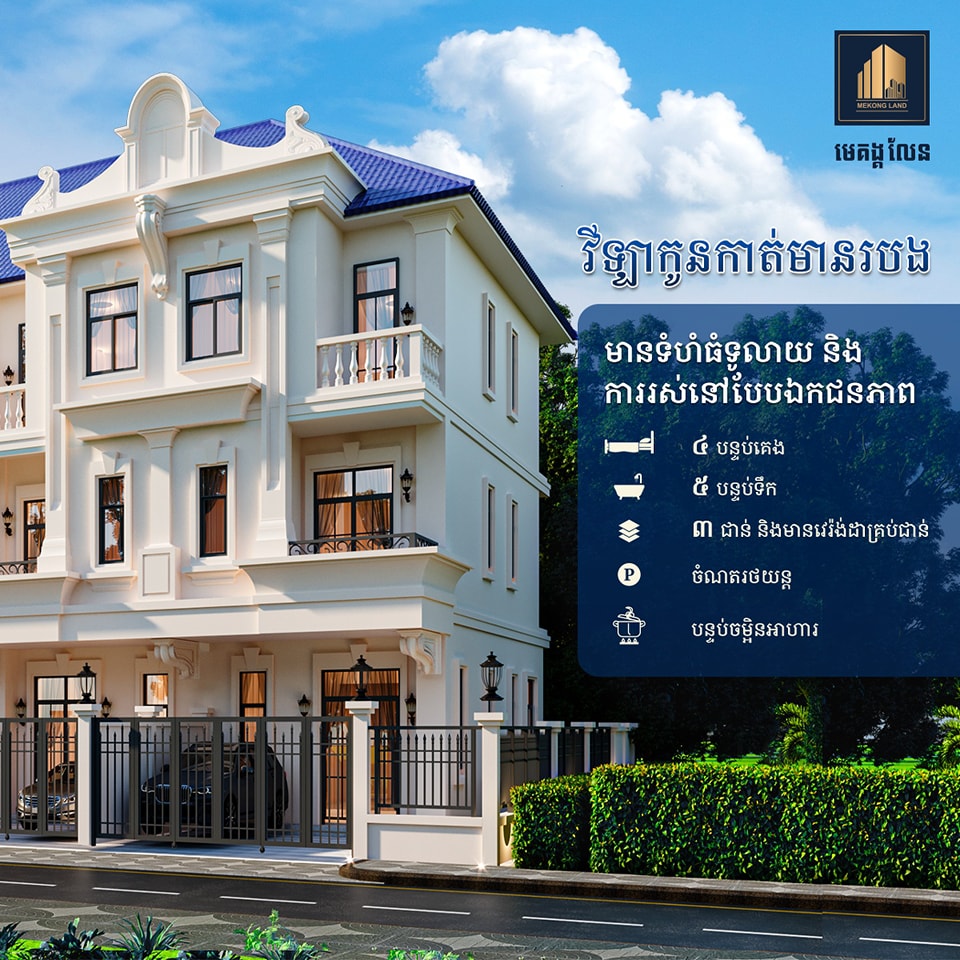 MEKONG LAND
មេគង្គ លែន
វីឡាកូនកាត់មានរបង
មានទំហំធំទូលាយ និង
ការរស់នៅបែបឯកជនភាព
៤ បន្ទប់គេង
៥ បន្ទប់ទឹក
៣ ជាន់ និងមានវេរ៉ង់ដាគ្រប់ជាន់
P ចំណតរថយន្ត
បន្ទប់ចម្អិនអាហារ